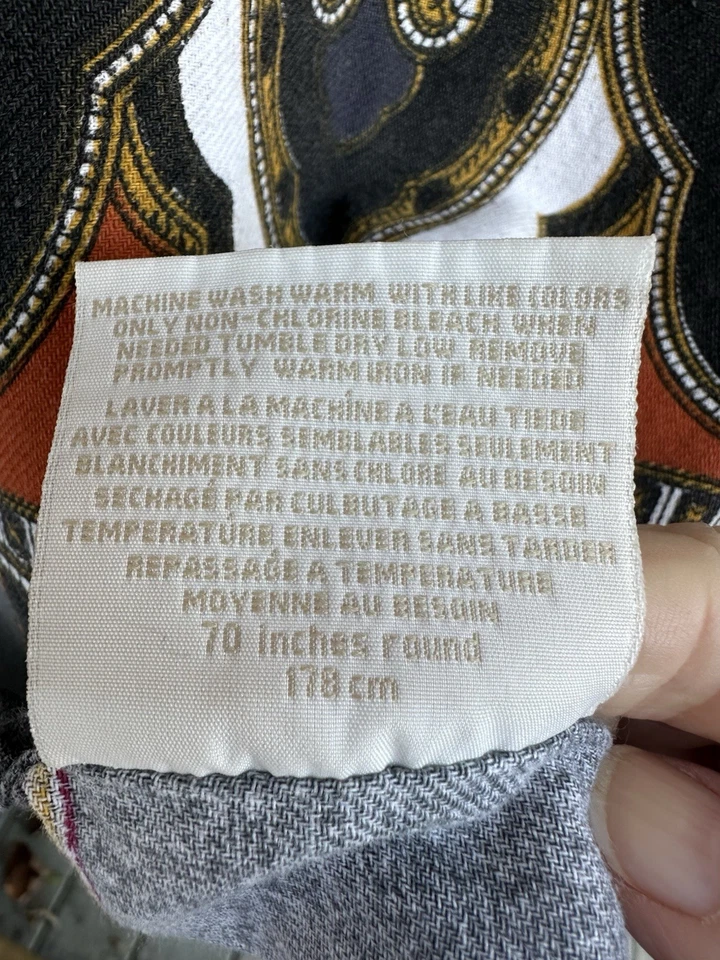 MACHINE WASH WARM WITH LIKE COLORS
ONLY NON-CHLORINE BLEACH WHEN
NEEDED TUMBLE DRY LOW REMOVE
PROMPTLY WARM IRON IF NEEDED
LAVER A LA MACHÍNE A L'EAU TIEDE
AVEC COULEURS SEMBLABLES SEULEMENT
BLANCHIMENT SANS CHLORE AU BESOIN
SECHAGÉ PAR CULBUTAGE A BASSE
TEMPERATURE ENLEVER SANS TARDER
REPASSAGE A TEMPERATURE
MOYENNE AU BESOIN
70 inches round
178 cm